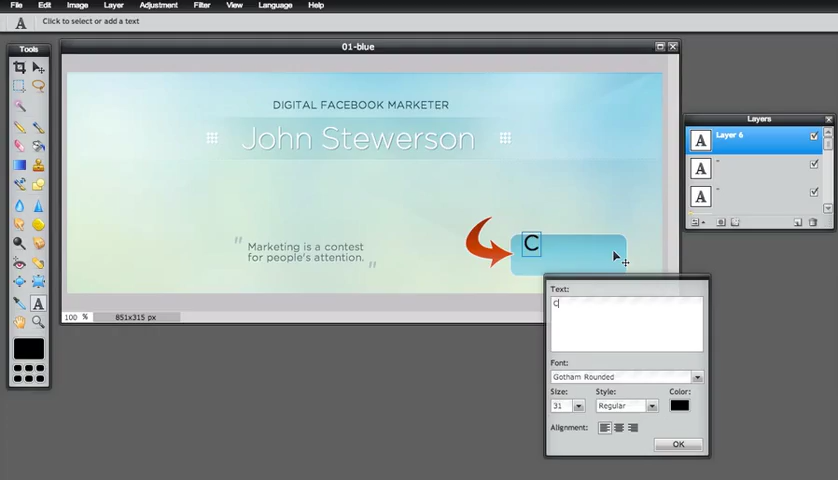 File Edit Image Layer Adjustment Filter View Language Help
A Click to select or add a text
Tools
01-blue
DIGITAL FACEBOOK MARKETER
John Stewerson
" Marketing is a contest
for people's attention. "
C
100 % 851x315 px
Layers
A Layer 6
A "
A "
A
Text:
C
Font:
Gotham Rounded
Size: Style: Color:
31 Regular
Alignment:
OK